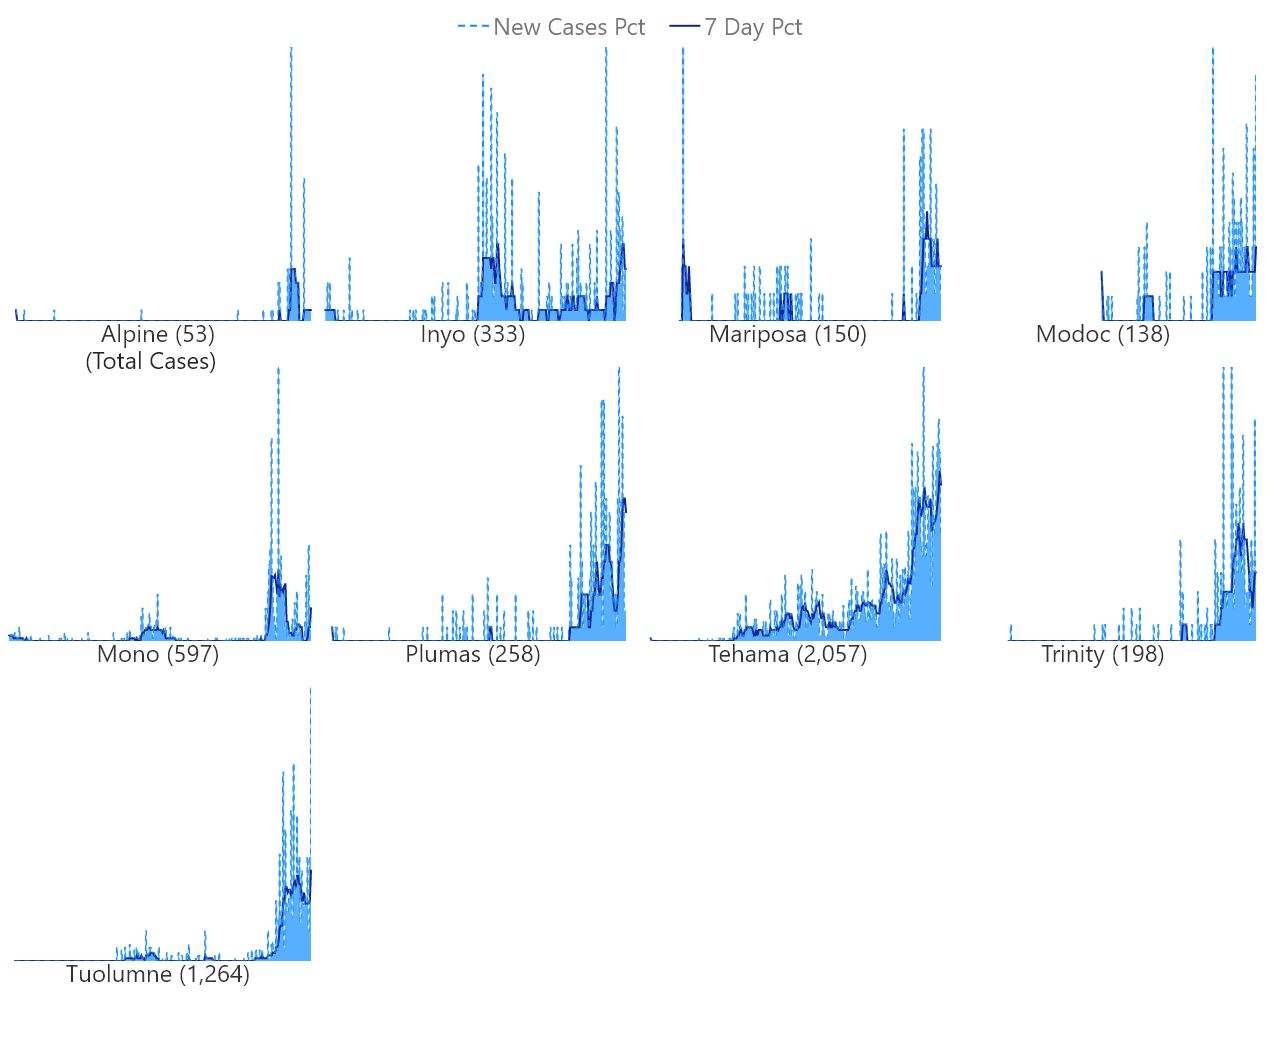 New Cases Pct 7 Day Pct
Alpine (53) Inyo (333) Mariposa (150) Modoc (138)
(Total Cases)
Mono (597) Plumas (258) Tehama (2,057) Trinity (198)
Tuolumne (1,264)